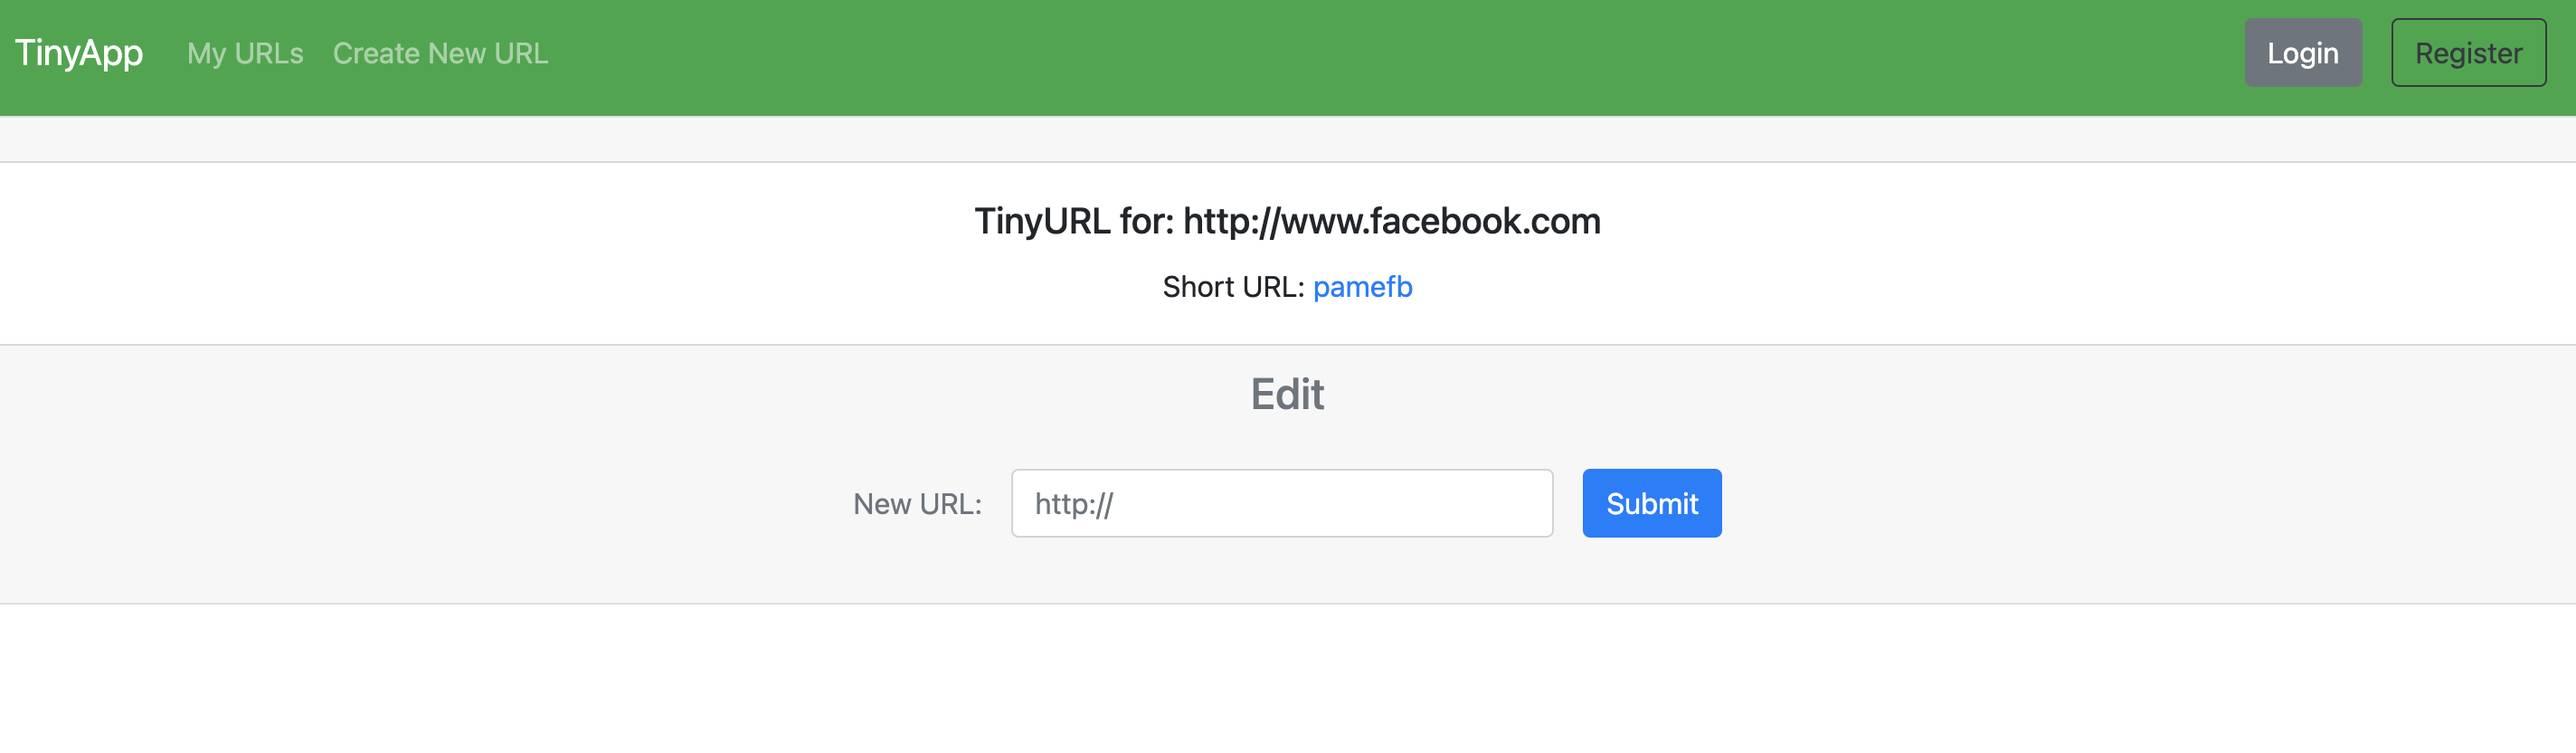 TinyApp My URLs Create New URL Login Register
TinyURL for: http://www.facebook.com
Short URL: pamefb
Edit
New URL: http:// Submit